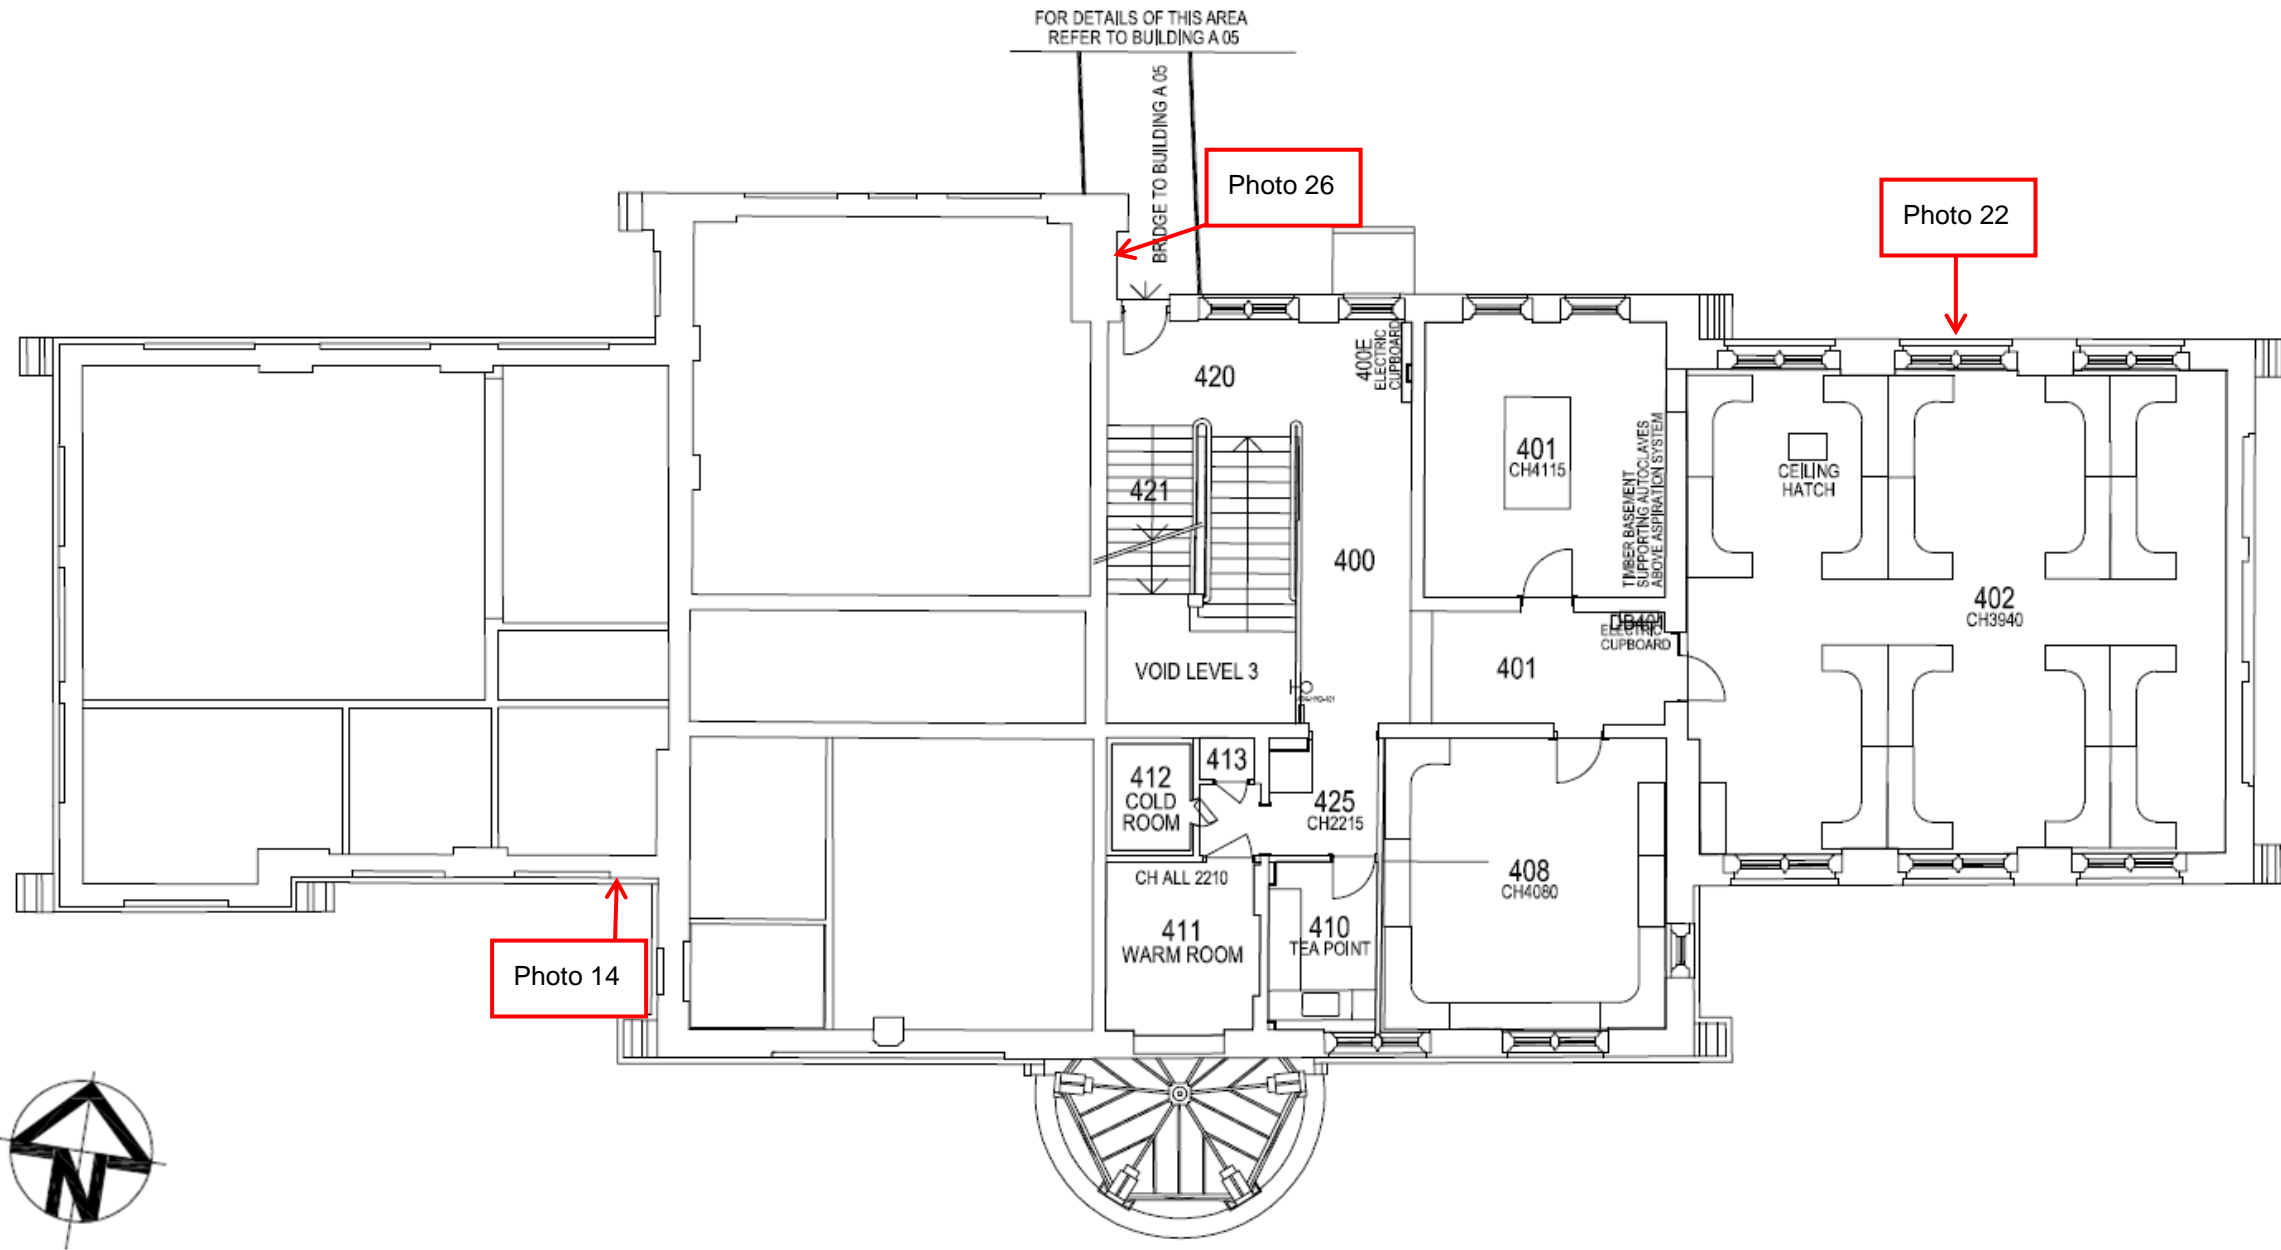 FOR DETAILS OF THIS AREA
REFER TO BUILDING A 05
BRIDGE TO BUILDING A 05
Photo 26
Photo 22
420
400E
ELECTRIC
CUPBOARD
401
CH4115
TIMBER BASEMENT
SUPPORTING AUTOCLAVES
ABOVE ASPIRATION SYSTEM
CEILING
HATCH
421
400
402
CH3940
DB401
ELECTRIC
CUPBOARD
VOID LEVEL 3
401
412
COLD
ROOM
413
425
CH2215
CH ALL 2210
408
CH4080
411
WARM ROOM
410
TEA POINT
Photo 14
N